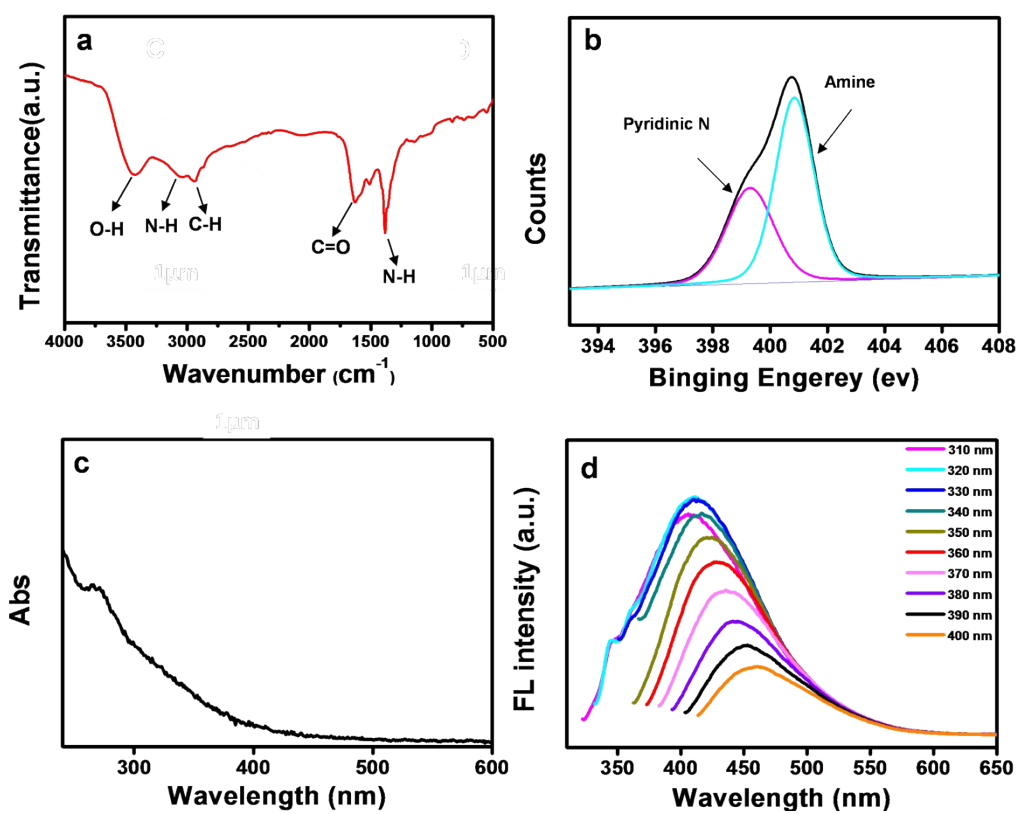 a
C
)
Transmittance(a.u.)
O-H
N-H
C-H
C=O
N-H
1μm
1μm
4000 3500 3000 2500 2000 1500 1000 500
Wavenumber (cm-1)
b
Pyridinic N
Amine
Counts
394 396 398 400 402 404 406 408
Binging Engerey (ev)
1μm
c
Abs
300 400 500 600
Wavelength (nm)
d
FL intensity (a.u.)
310 nm
320 nm
330 nm
340 nm
350 nm
360 nm
370 nm
380 nm
390 nm
400 nm
350 400 450 500 550 600 650
Wavelength (nm)